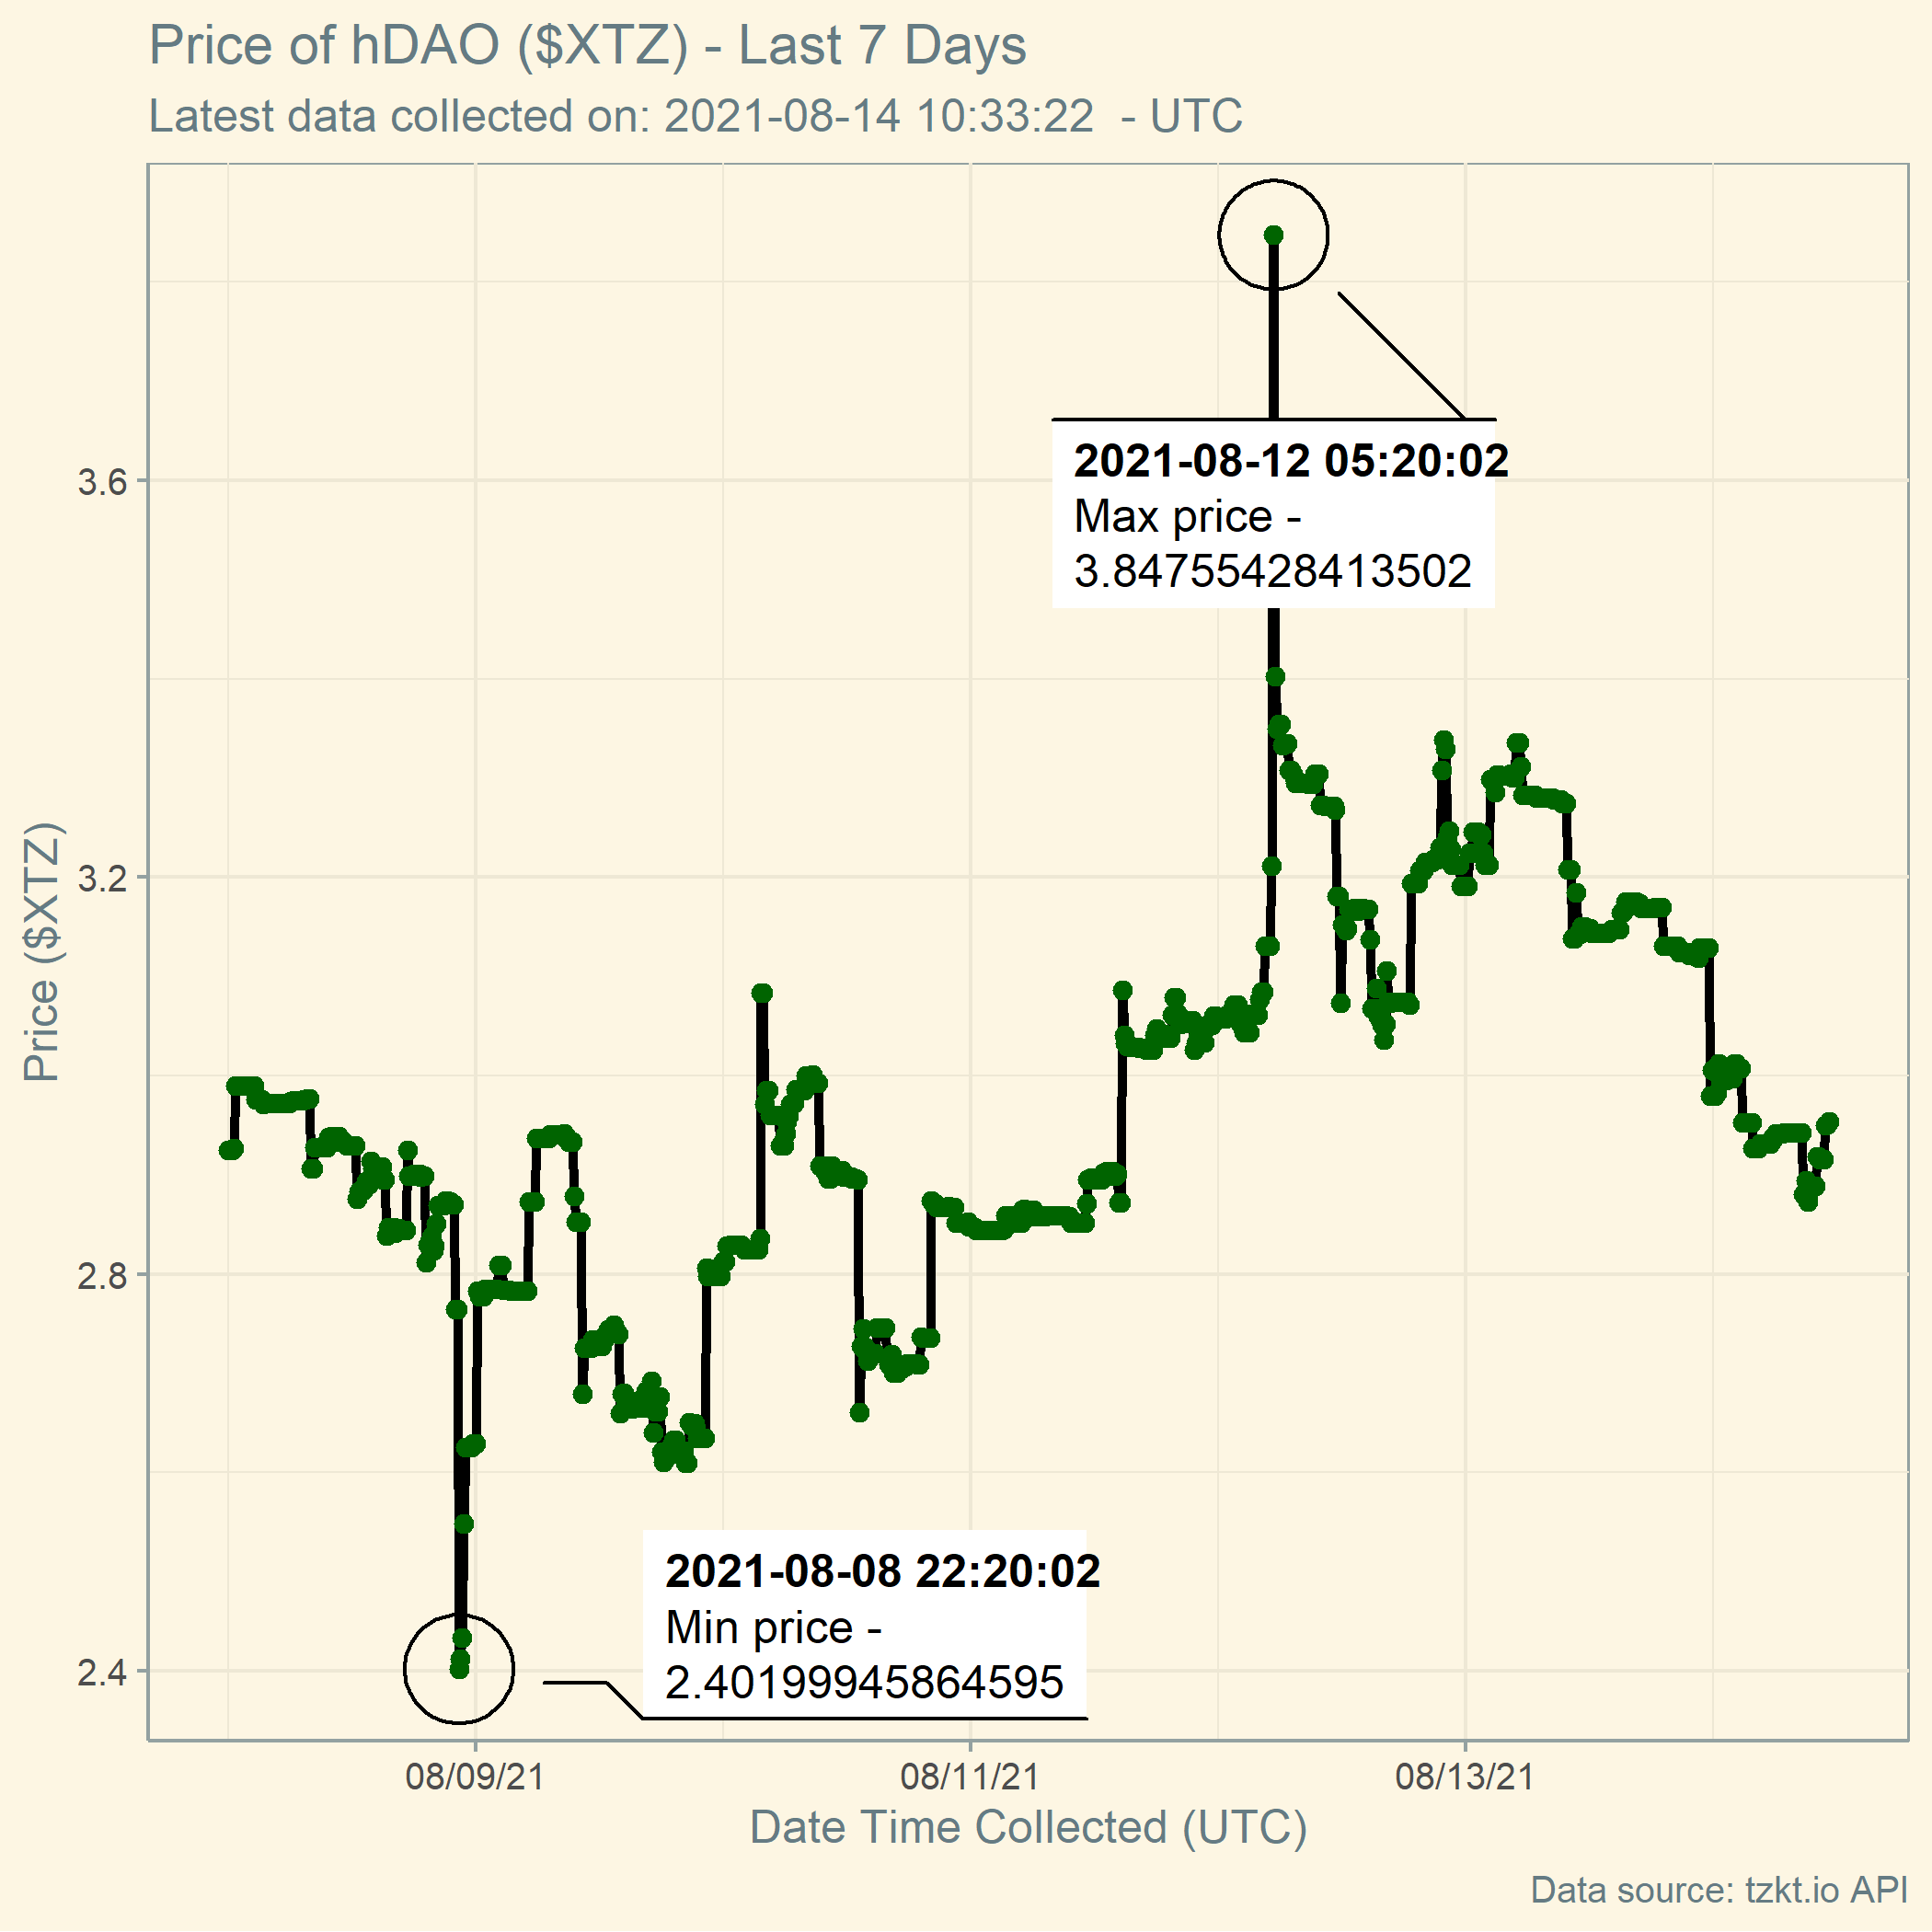 Price of hDAO ($XTZ) - Last 7 Days
Latest data collected on: 2021-08-14 10:33:22  - UTC
2021-08-12 05:20:02
Max price -
3.84755428413502
3.6
3.2
2.8
2.4
Price ($XTZ)
2021-08-08 22:20:02
Min price -
2.40199945864595
08/09/21
08/11/21
08/13/21
Date Time Collected (UTC)
Data source: tzkt.io API